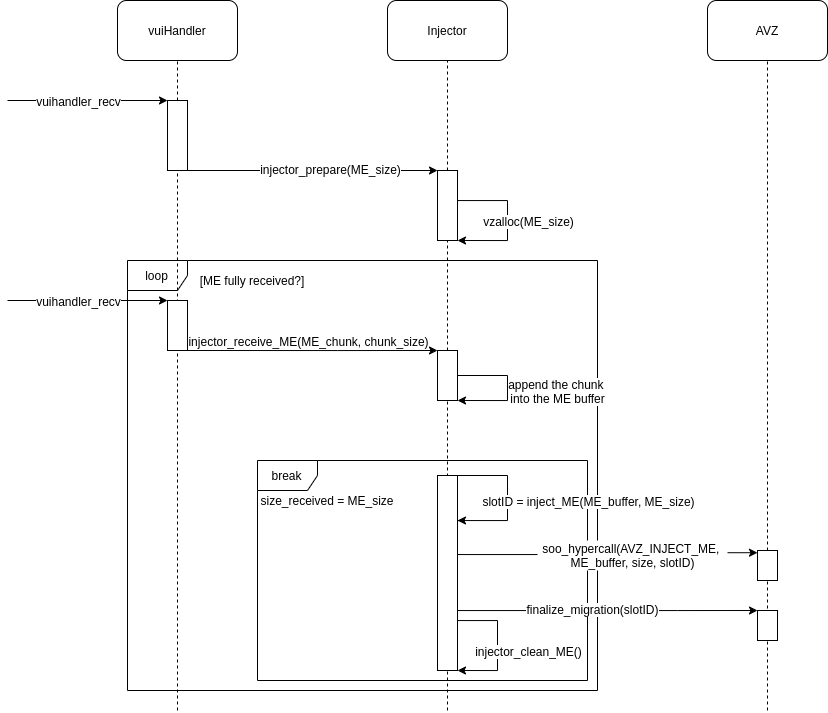 vuiHandler
Injector
AVZ
vuihandler_recv
injector_prepare(ME_size)
vzalloc(ME_size)
loop
[ME fully received?]
vuihandler_recv
injector_receive_ME(ME_chunk, chunk_size)
append the chunk
into the ME buffer
break
size_received = ME_size
slotID = inject_ME(ME_buffer, ME_size)
soo_hypercall(AVZ_INJECT_ME,
ME_buffer, size, slotID)
finalize_migration(slotID)
injector_clean_ME()